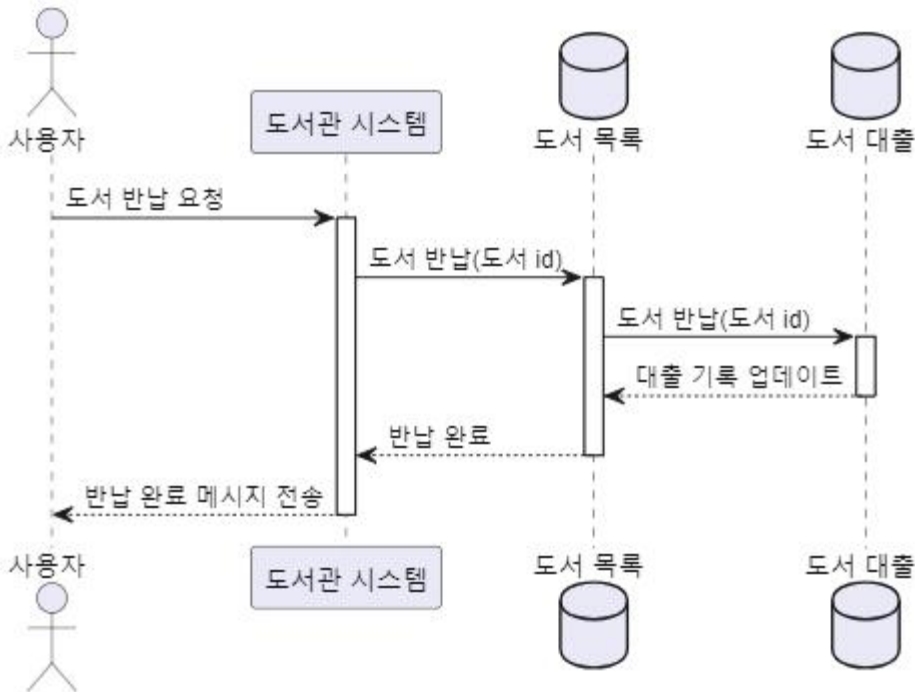 사용자
도서관 시스템
도서 목록
도서 대출
도서 반납 요청
도서 반납(도서 id)
도서 반납(도서 id)
대출 기록 업데이트
반납 완료
반납 완료 메시지 전송
사용자
도서관 시스템
도서 목록
도서 대출